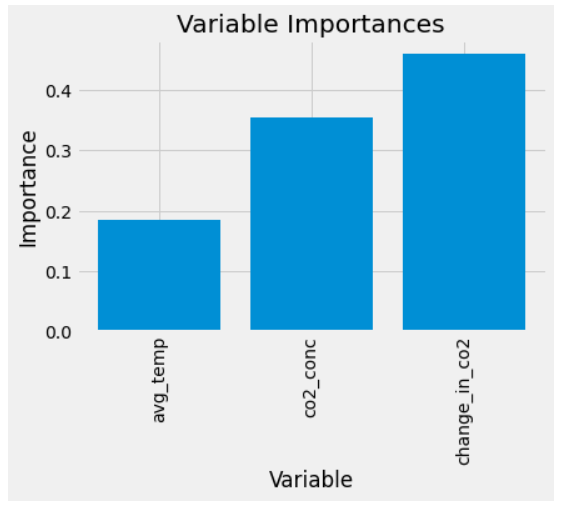 Variable Importances
Importance
0.4
0.3
0.2
0.1
0.0
avg_temp
co2_conc
change_in_co2
Variable